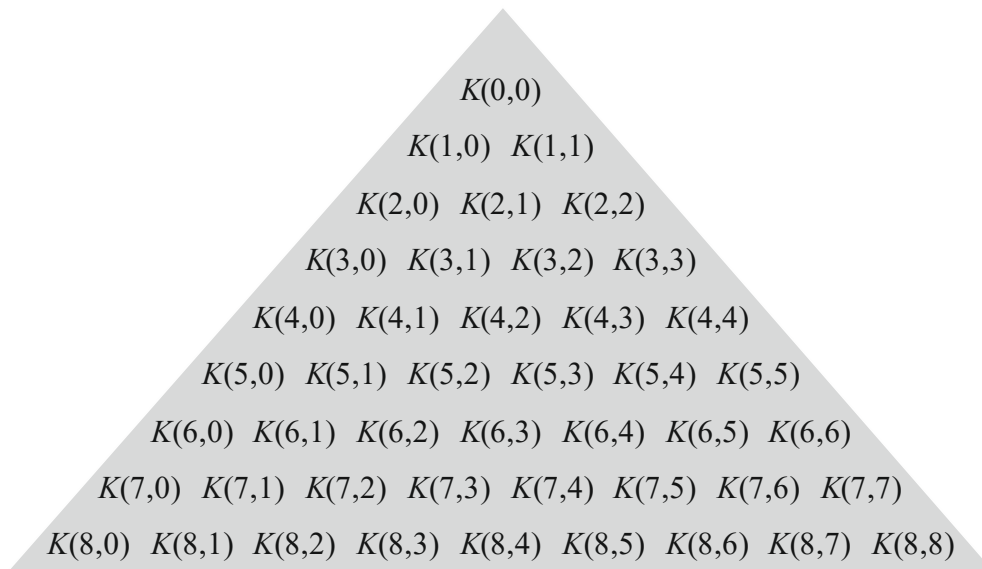 K(0,0)
K(1,0) K(1,1)
K(2,0) K(2,1) K(2,2)
K(3,0) K(3,1) K(3,2) K(3,3)
K(4,0) K(4,1) K(4,2) K(4,3) K(4,4)
K(5,0) K(5,1) K(5,2) K(5,3) K(5,4) K(5,5)
K(6,0) K(6,1) K(6,2) K(6,3) K(6,4) K(6,5) K(6,6)
K(7,0) K(7,1) K(7,2) K(7,3) K(7,4) K(7,5) K(7,6) K(7,7)
K(8,0) K(8,1) K(8,2) K(8,3) K(8,4) K(8,5) K(8,6) K(8,7) K(8,8)